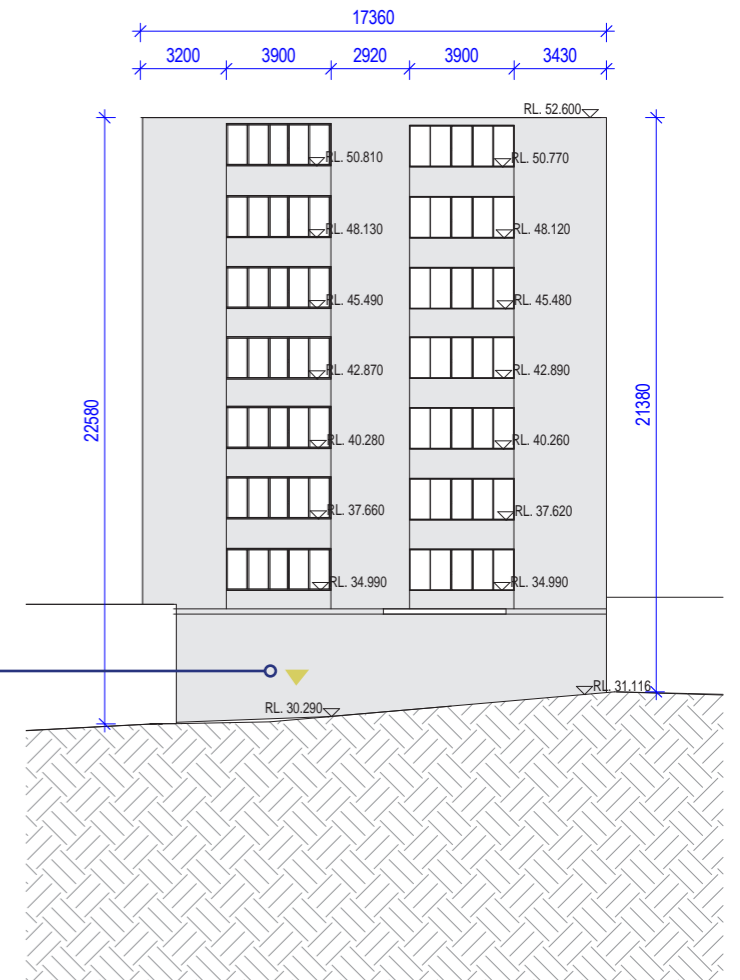 17360
3200 3900 2920 3900 3430
RL. 52.600
RL. 50.810 RL. 50.770
RL. 48.130 RL. 48.120
RL. 45.490 RL. 45.480
RL. 42.870 RL. 42.890
22580 21380
RL. 40.280 RL. 40.260
RL. 37.660 RL. 37.620
RL. 34.990 RL. 34.990
RL. 31.116
RL. 30.290